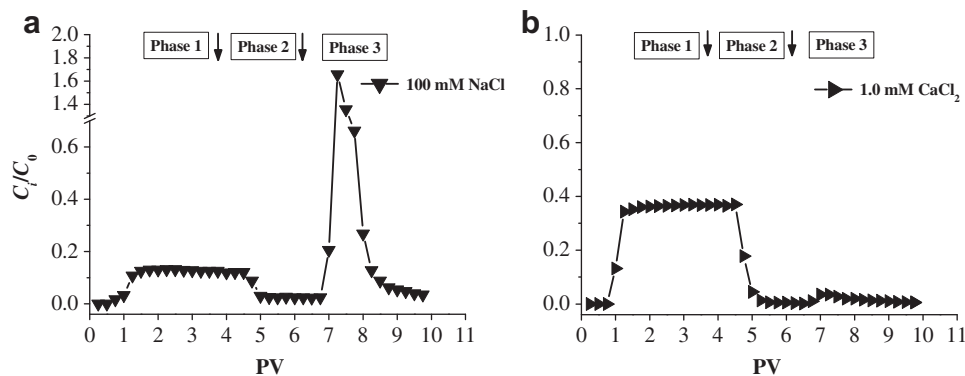 a
2.0
1.8
1.6
1.4
0.6
0.4
0.2
0.0
Ci/C0
Phase 1 Phase 2 Phase 3
100 mM NaCl
0 1 2 3 4 5 6 7 8 9 10
PV
b
1.0
0.8
0.6
0.4
0.2
0.0
Phase 1 Phase 2 Phase 3
1.0 mM CaCl2
0 1 2 3 4 5 6 7 8 9 10 11
PV